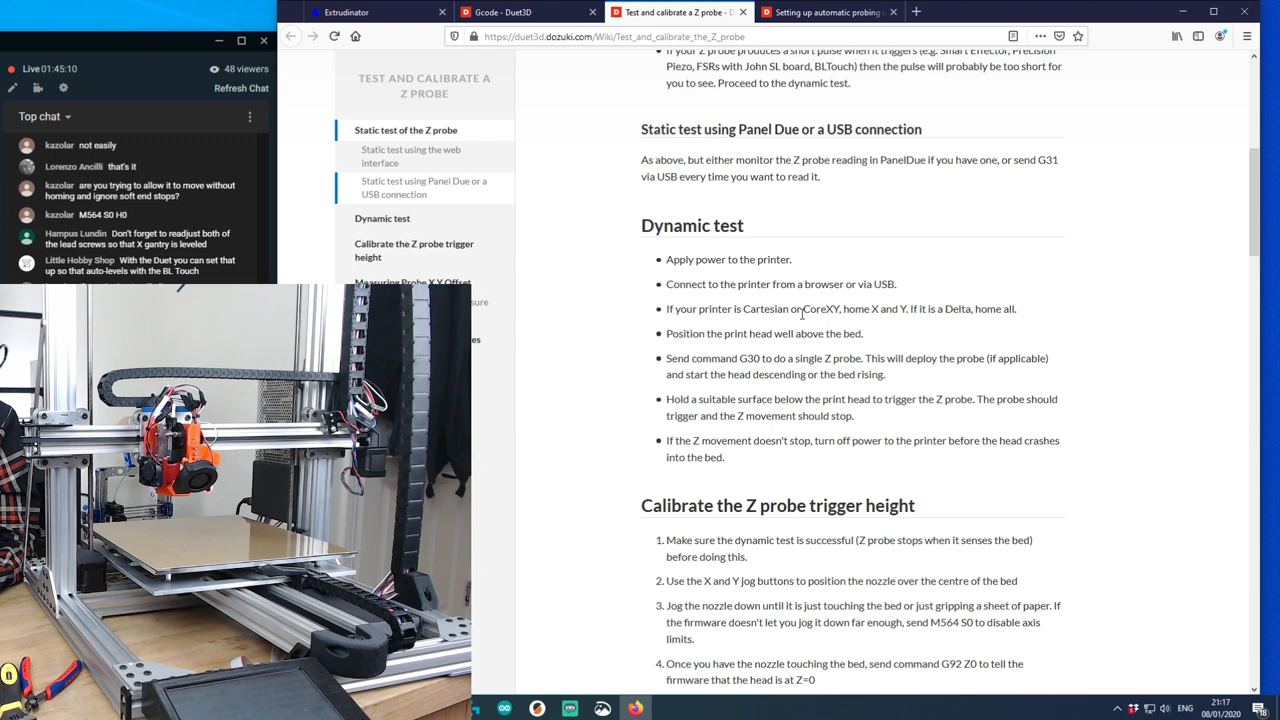 Extrudinator
Gcode - Duet3D
Test and calibrate a Z probe - D
Setting up automatic probing
https://duet3d.dozuki.com/Wiki/Test_and_calibrate_the_Z_probe
Live 01:45:10
48 viewers
Refresh Chat
Top chat
kazolar not easily
Lorenzo Ancilli that's it
kazolar are you trying to allow it to move without
homing and ignore soft end stops?
kazolar M564 S0 H0
Hampus Lundin Don't forget to readjust both of
the lead screws so that X gantry is leveled
Little Hobby Shop With the Duet you can set that
up so that auto-levels with the BL Touch
TEST AND CALIBRATE A
Z PROBE
Static test of the Z probe
Static test using the web
interface
Static test using Panel Due or a
USB connection
Dynamic test
Calibrate the Z probe trigger
height
Measuring Probe X Y Offset
If your Z probe produces a short pulse when it triggers (e.g. Smart Effector, Precision
Piezo, FSRs with John SL board, BLTouch) then the pulse will probably be too short for
you to see. Proceed to the dynamic test.
Static test using Panel Due or a USB connection
As above, but either monitor the Z probe reading in PanelDue if you have one, or send G31
via USB every time you want to read it.
Dynamic test
Apply power to the printer.
Connect to the printer from a browser or via USB.
If your printer is Cartesian or CoreXY, home X and Y. If it is a Delta, home all.
Position the print head well above the bed.
Send command G30 to do a single Z probe. This will deploy the probe (if applicable)
and start the head descending or the bed rising.
Hold a suitable surface below the print head to trigger the Z probe. The probe should
trigger and the Z movement should stop.
If the Z movement doesn't stop, turn off power to the printer before the head crashes
into the bed.
Calibrate the Z probe trigger height
1. Make sure the dynamic test is successful (Z probe stops when it senses the bed)
before doing this.
2. Use the X and Y jog buttons to position the nozzle over the centre of the bed
3. Jog the nozzle down until it is just touching the bed or just gripping a sheet of paper. If
the firmware doesn't let you jog it down far enough, send M564 S0 to disable axis
limits.
4. Once you have the nozzle touching the bed, send command G92 Z0 to tell the
firmware that the head is at Z=0
ENG
21:17
08/01/2020
18